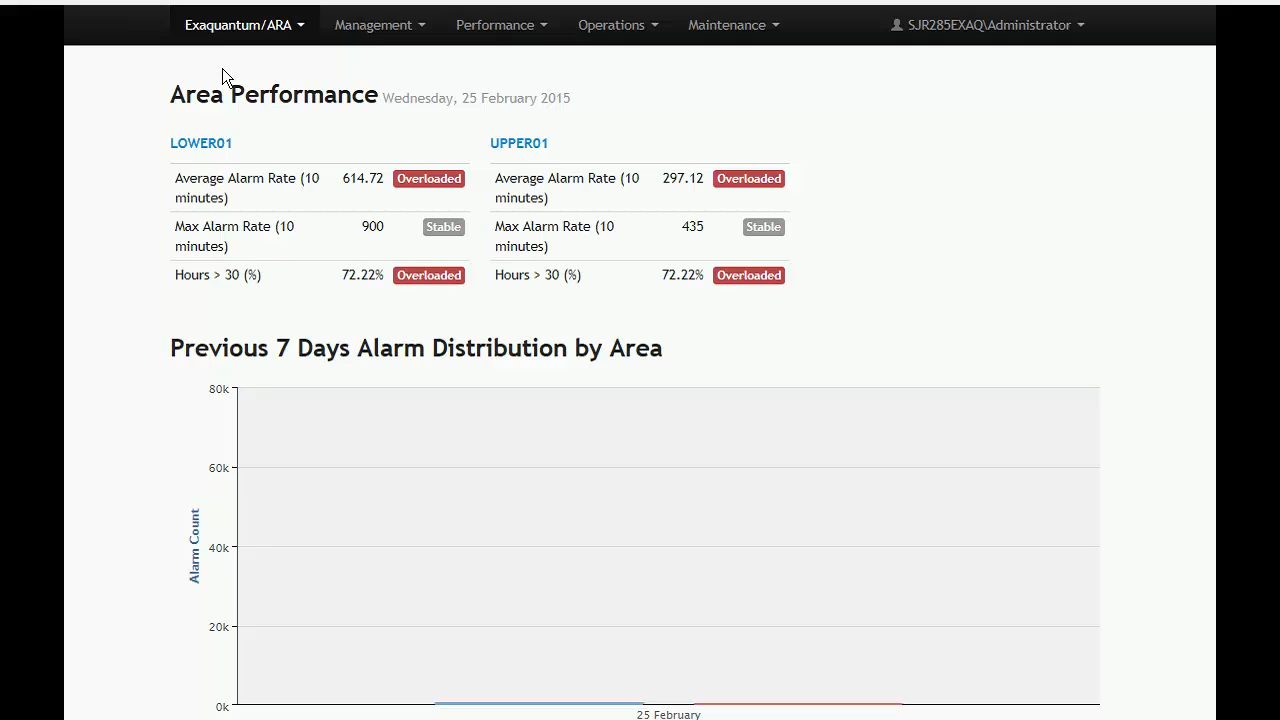 Exaquantum/ARA Management Performance Operations Maintenance SJR285EXAQ\Administrator
Area Performance Wednesday, 25 February 2015
LOWER01 UPPER01
Average Alarm Rate (10 minutes) 614.72 Overloaded
Max Alarm Rate (10 minutes) 900 Stable
Hours > 30 (%) 72.22% Overloaded
Average Alarm Rate (10 minutes) 297.12 Overloaded
Max Alarm Rate (10 minutes) 435 Stable
Hours > 30 (%) 72.22% Overloaded
Previous 7 Days Alarm Distribution by Area
80k
60k
40k
20k
0k
Alarm Count
25 February